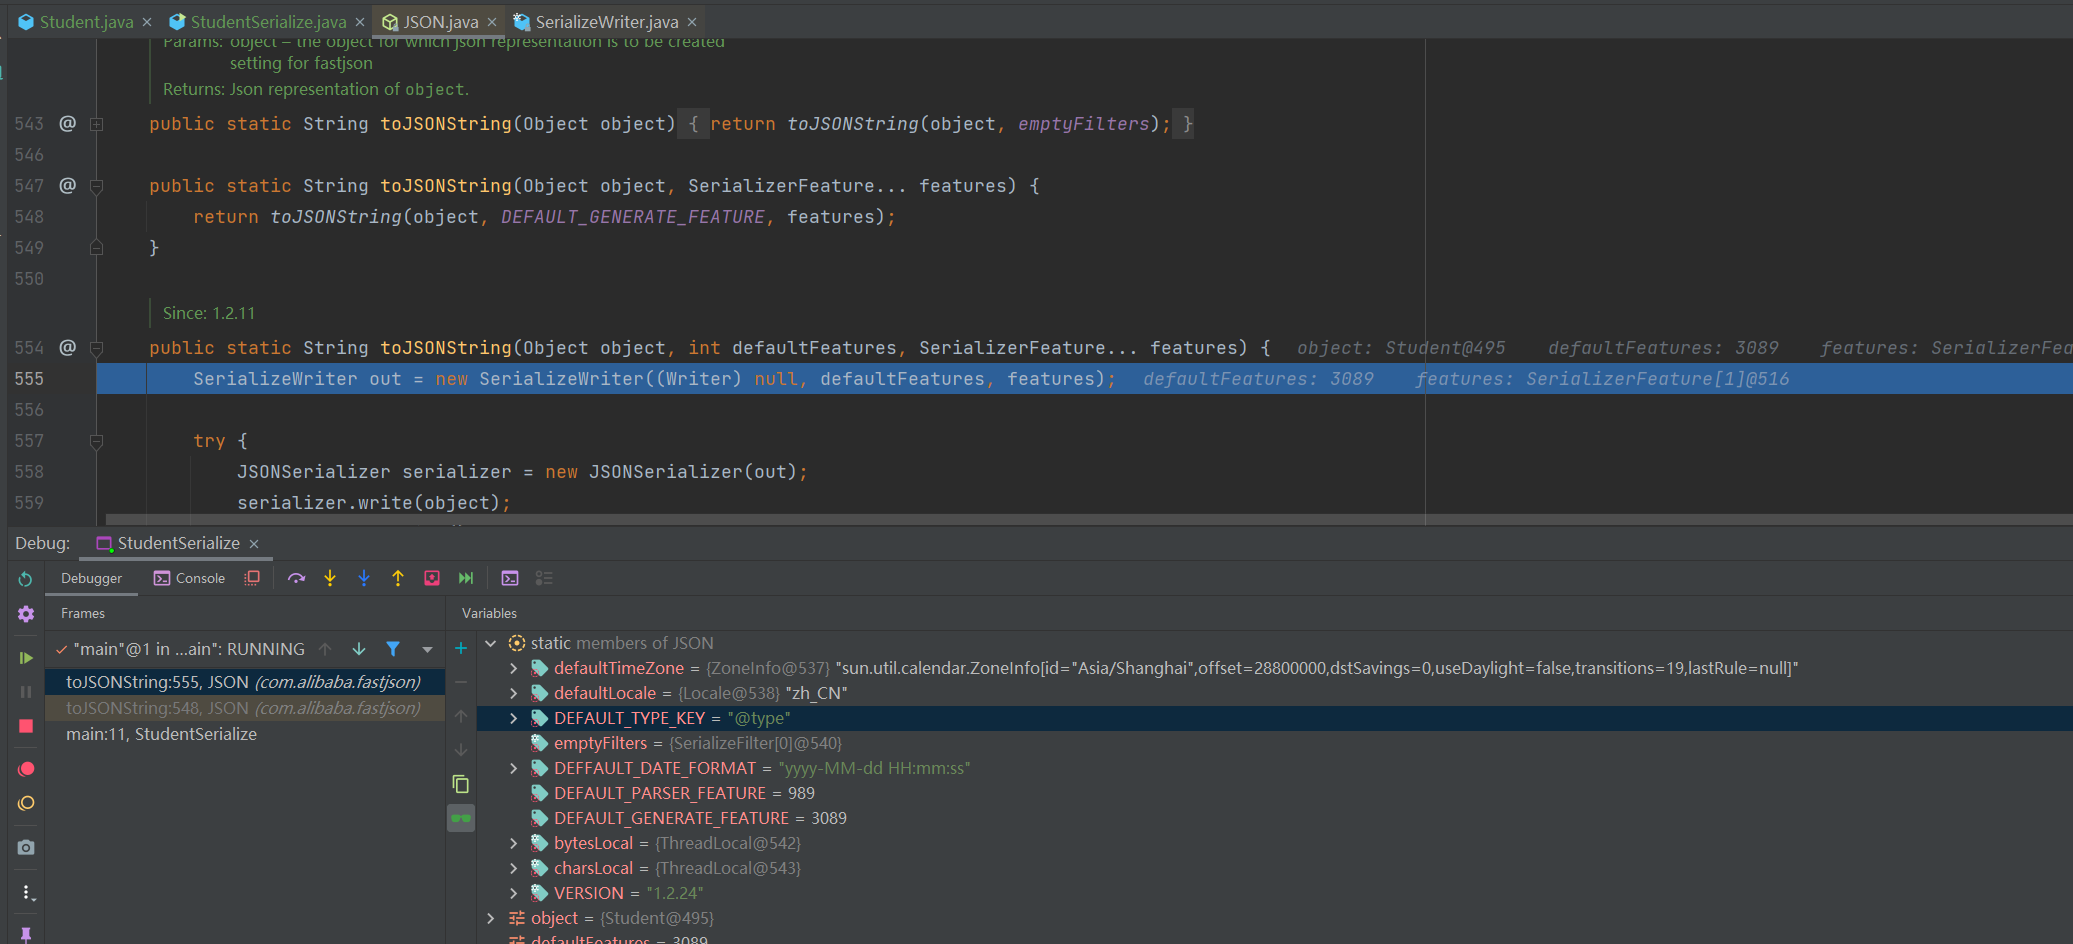 Student.java × StudentSerialize.java × JSON.java × SerializeWriter.java ×
Params: object – the object for which json representation is to be created
setting for fastjson
Returns: Json representation of object.
543 @ public static String toJSONString(Object object) { return toJSONString(object, emptyFilters); }
546
547 @ public static String toJSONString(Object object, SerializerFeature... features) {
548 return toJSONString(object, DEFAULT_GENERATE_FEATURE, features);
549 }
550
Since: 1.2.11
554 @ public static String toJSONString(Object object, int defaultFeatures, SerializerFeature... features) { object: Student@495 defaultFeatures: 3089 features: SerializerFea
555 SerializeWriter out = new SerializeWriter((Writer) null, defaultFeatures, features); defaultFeatures: 3089 features: SerializerFeature[1]@516
556
557 try {
558 JSONSerializer serializer = new JSONSerializer(out);
559 serializer.write(object);
Debug: StudentSerialize ×
Debugger Console
Frames Variables
"main"@1 in ...ain": RUNNING
toJSONString:555, JSON (com.alibaba.fastjson)
toJSONString:548, JSON (com.alibaba.fastjson)
main:11, StudentSerialize
static members of JSON
defaultTimeZone = {ZoneInfo@537} "sun.util.calendar.ZoneInfo[id="Asia/Shanghai",offset=28800000,dstSavings=0,useDaylight=false,transitions=19,lastRule=null]"
defaultLocale = {Locale@538} "zh_CN"
DEFAULT_TYPE_KEY = "@type"
emptyFilters = {SerializeFilter[0]@540}
DEFFAULT_DATE_FORMAT = "yyyy-MM-dd HH:mm:ss"
DEFAULT_PARSER_FEATURE = 989
DEFAULT_GENERATE_FEATURE = 3089
bytesLocal = {ThreadLocal@542}
charsLocal = {ThreadLocal@543}
VERSION = "1.2.24"
object = {Student@495}
defaultFeatures = 3089